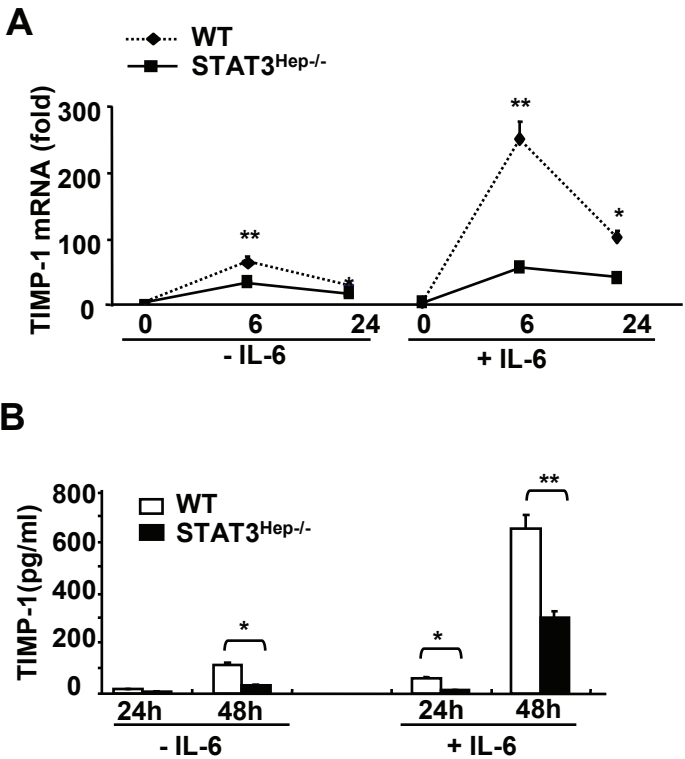 A
WT
STAT3Hep-/-
TIMP-1 mRNA (fold)
300
200
100
0
**
*
**
*
0 6 24 0 6 24
- IL-6 + IL-6
B
TIMP-1(pg/ml)
800
600
400
200
0
WT
STAT3Hep-/-
*
*
**
24h 48h 24h 48h
- IL-6 + IL-6